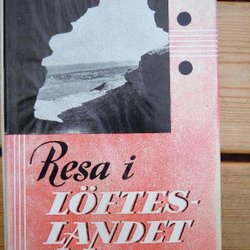 Resa i
LÖFTES-
LANDET